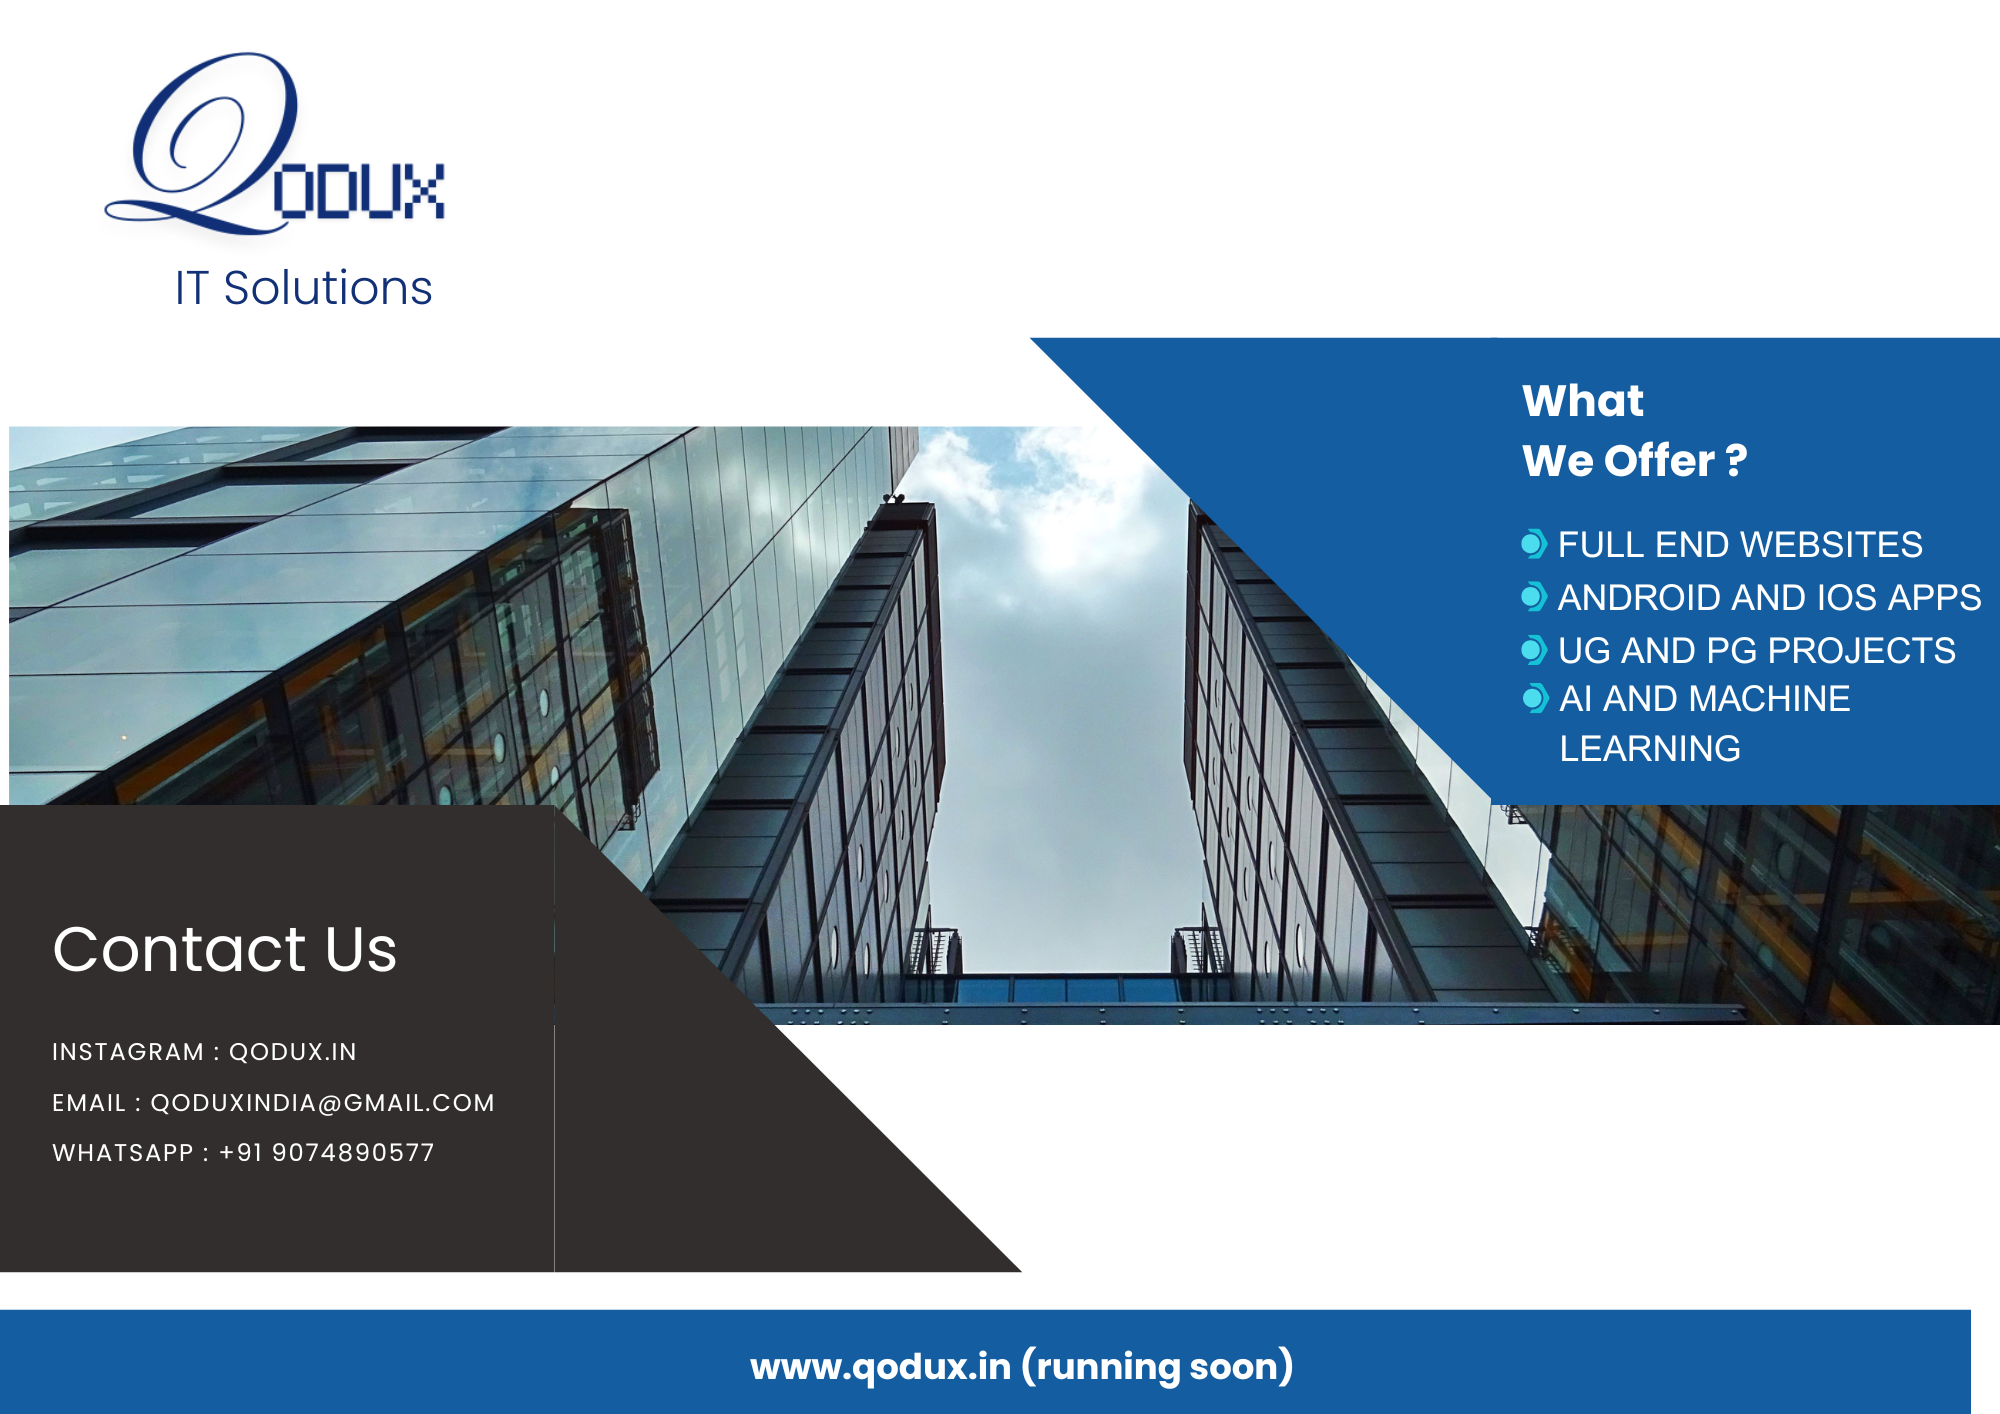 QODUX
IT Solutions
What
We Offer ?
FULL END WEBSITES
ANDROID AND IOS APPS
UG AND PG PROJECTS
AI AND MACHINE
LEARNING
Contact Us
INSTAGRAM : QODUX.IN
EMAIL : QODUXINDIA@GMAIL.COM
WHATSAPP : +91 9074890577
www.qodux.in (running soon)